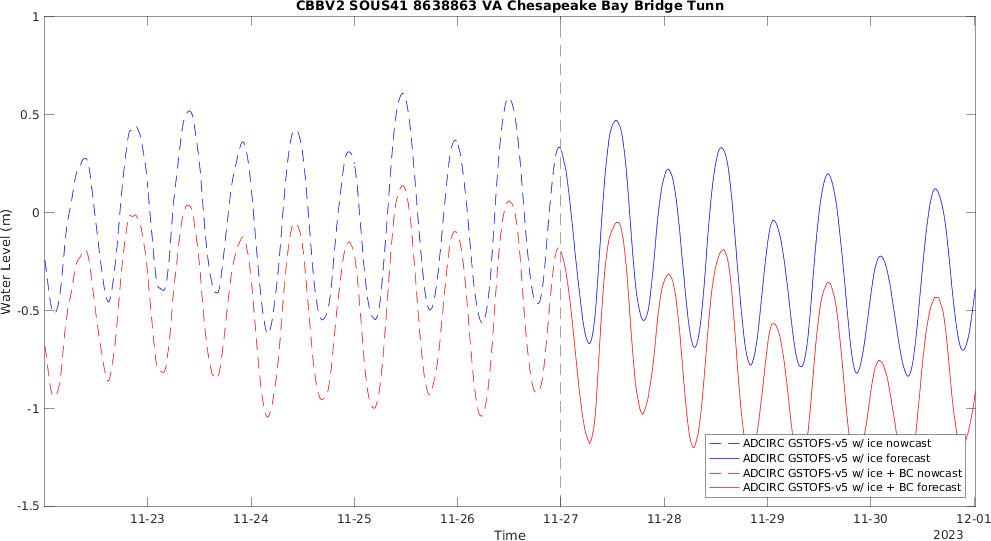 CBBV2 SOUS41 8638863 VA Chesapeake Bay Bridge Tunn
1
0.5
0
-0.5
-1
-1.5
Water Level (m)
ADCIRC GSTOFS-v5 w/ ice nowcast
ADCIRC GSTOFS-v5 w/ ice forecast
ADCIRC GSTOFS-v5 w/ ice + BC nowcast
ADCIRC GSTOFS-v5 w/ ice + BC forecast
11-23 11-24 11-25 11-26 11-27 11-28 11-29 11-30 12-01
Time
2023